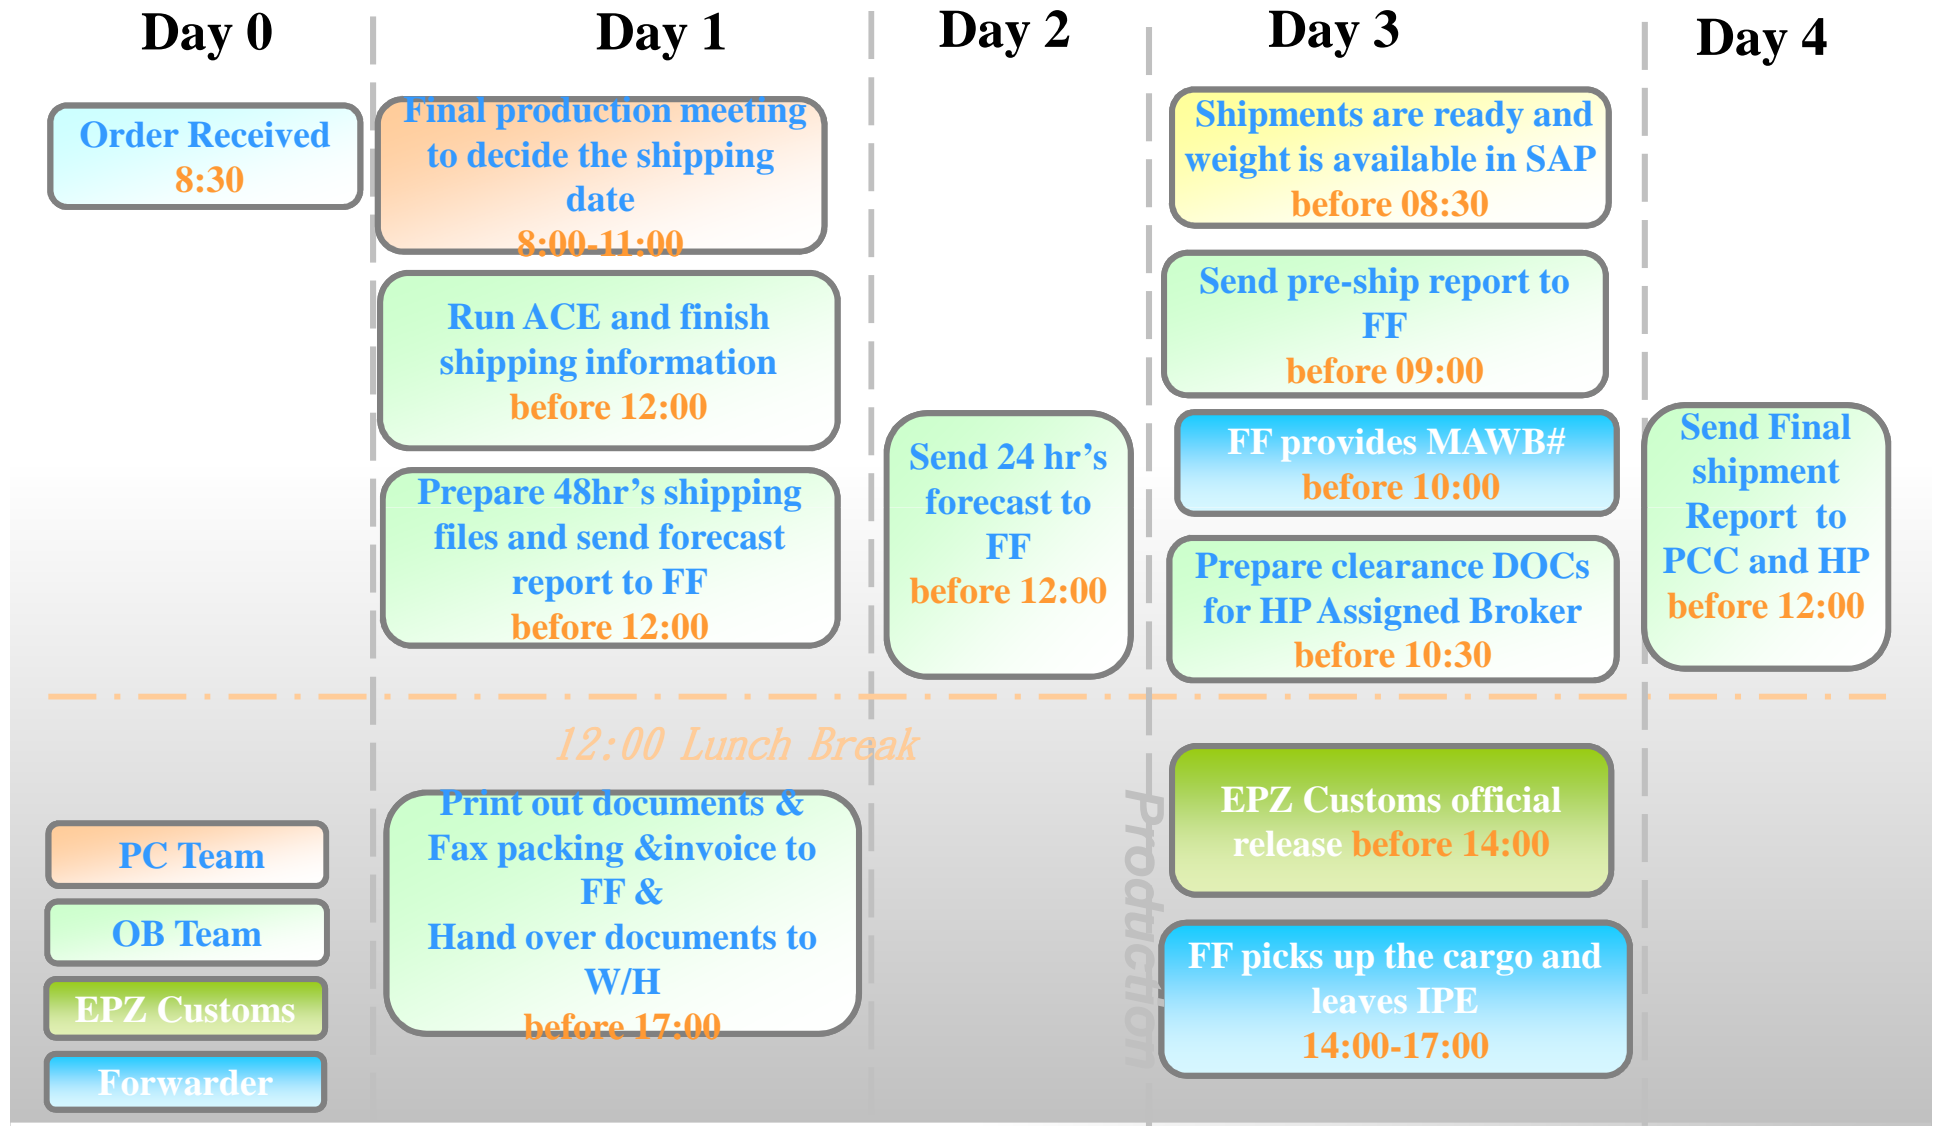 Day 0
Day 1
Day 2
Day 3
Day 4
Order Received
8:30
Final production meeting
to decide the shipping
date
8:00-11:00
Run ACE and finish
shipping information
before 12:00
Prepare 48hr’s shipping
files and send forecast
report to FF
before 12:00
Send 24 hr’s
forecast to
FF
before 12:00
Shipments are ready and
weight is available in SAP
before 08:30
Send pre-ship report to
FF
before 09:00
FF provides MAWB#
before 10:00
Prepare clearance DOCs
for HP Assigned Broker
before 10:30
Send Final
shipment
Report  to
PCC and HP
before 12:00
12:00 Lunch Break
Print out documents &
Fax packing &invoice to
FF &
Hand over documents to
W/H
before 17:00
Production
EPZ Customs official
release before 14:00
FF picks up the cargo and
leaves IPE
14:00-17:00
PC Team
OB Team
EPZ Customs
Forwarder